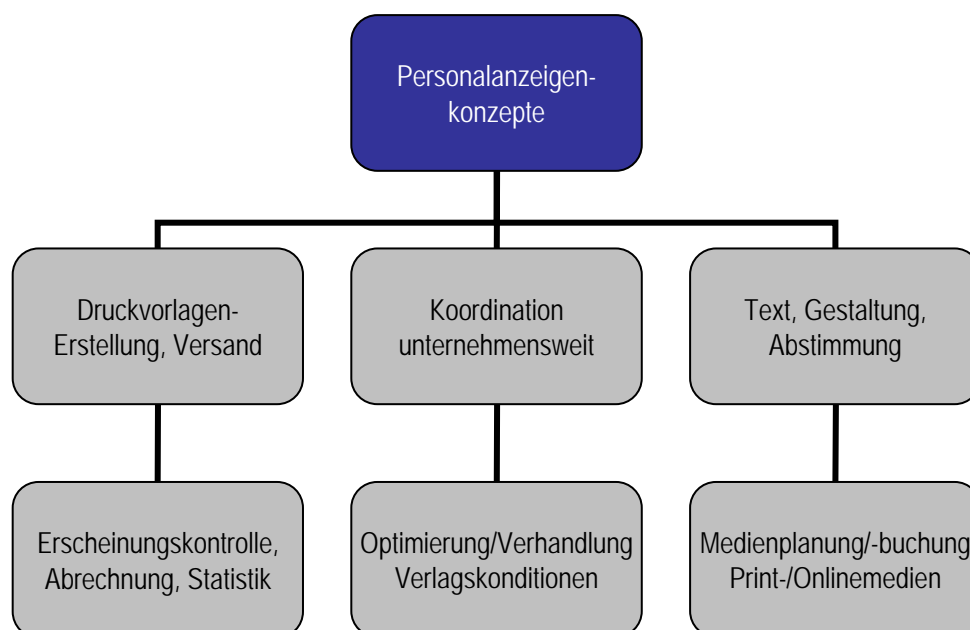 Personalanzeigen-
konzepte
Druckvorlagen-
Erstellung, Versand
Koordination
unternehmensweit
Text, Gestaltung,
Abstimmung
Erscheinungskontrolle,
Abrechnung, Statistik
Optimierung/Verhandlung
Verlagskonditionen
Medienplanung/-buchung
Print-/Onlinemedien